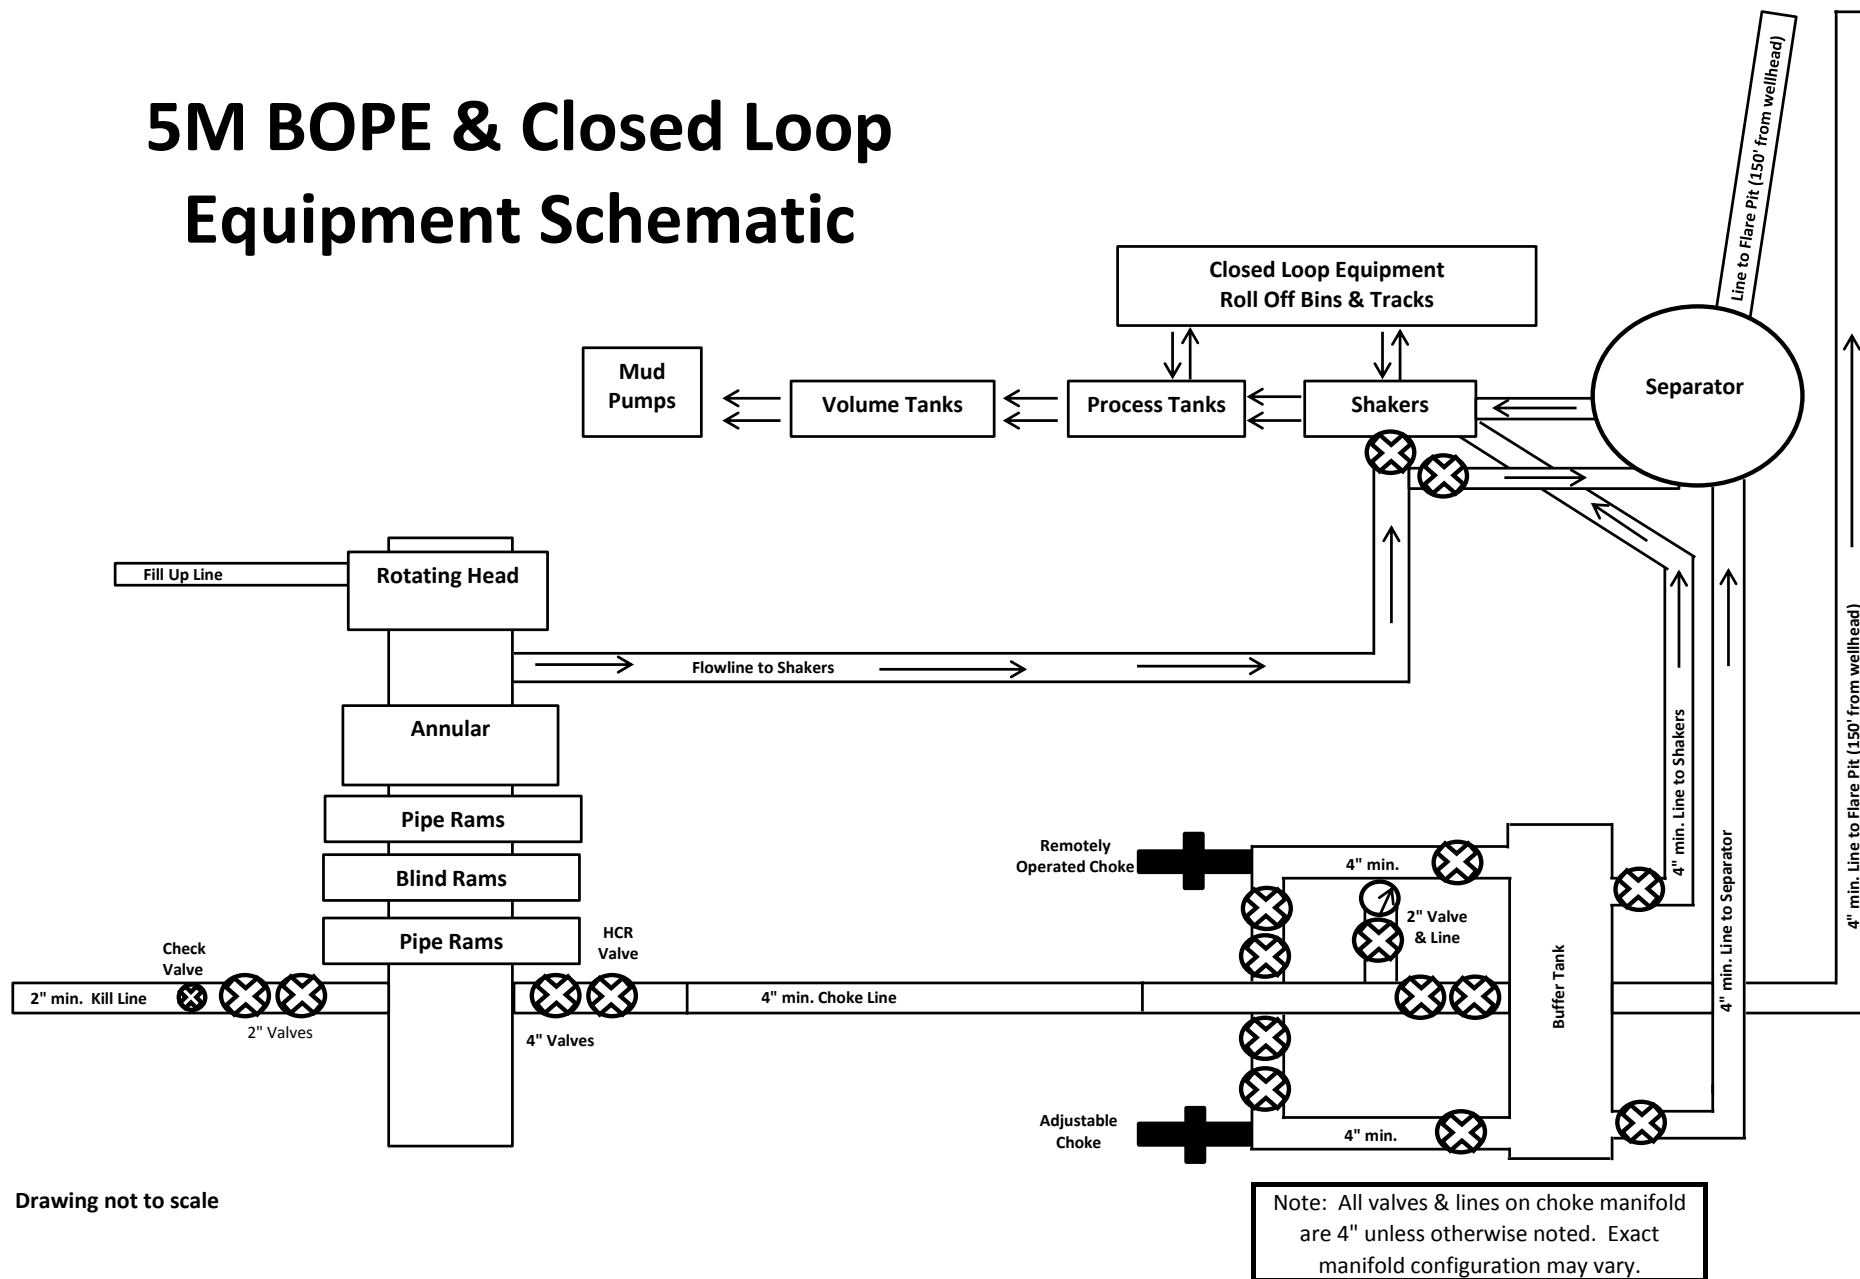 5M BOPE & Closed Loop
Equipment Schematic
Line to Flare Pit (150' from wellhead)
Closed Loop Equipment
Roll Off Bins & Tracks
Mud
Pumps
Volume Tanks
Process Tanks
Shakers
Separator
Fill Up Line
Rotating Head
Flowline to Shakers
Annular
Pipe Rams
Blind Rams
Pipe Rams
Check
Valve
HCR
Valve
2" min.  Kill Line
2" Valves
4" Valves
4" min. Choke Line
Remotely
Operated Choke
4" min.
2" Valve
& Line
Adjustable
Choke
4" min.
Buffer Tank
4" min. Line to Shakers
4" min. Line to Separator
4" min. Line to Flare Pit (150' from wellhead)
Drawing not to scale
Note:  All valves & lines on choke manifold
are 4" unless otherwise noted.  Exact
manifold configuration may vary.